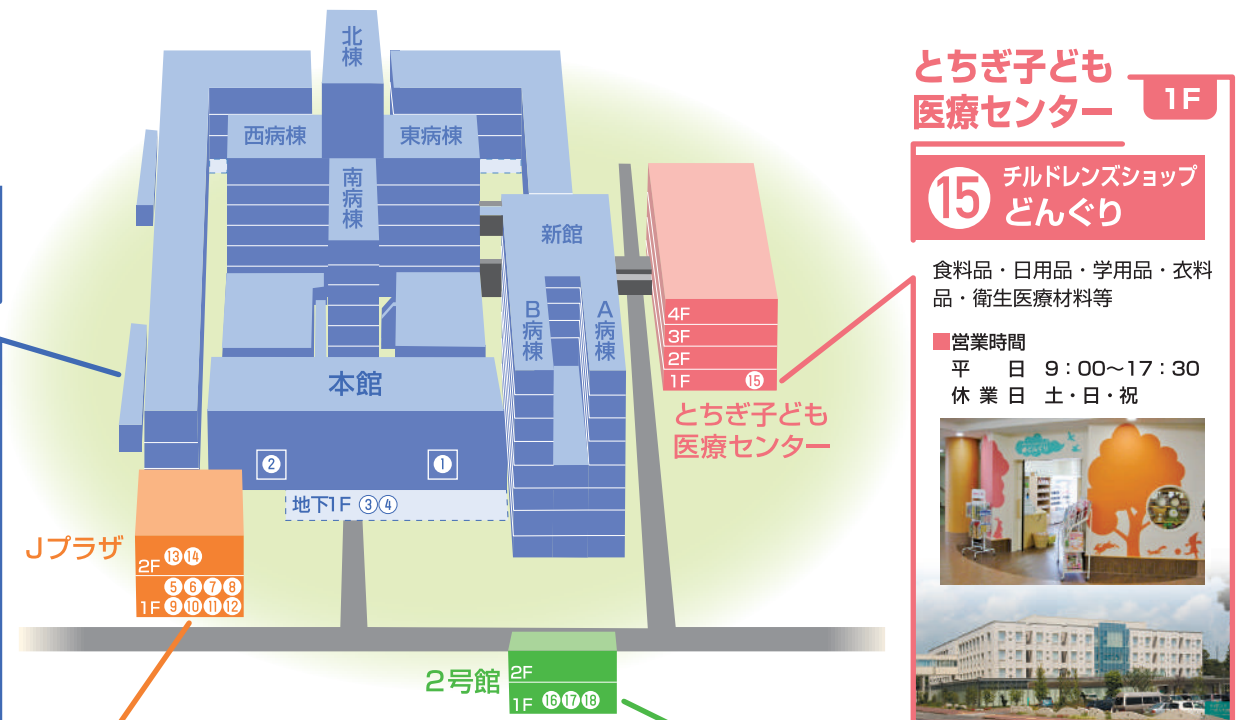 北棟
西病棟
東病棟
南病棟
新館
B病棟
A病棟
本館
② ①
地下1F ③④
Jプラザ
2F ⑬⑭
⑤⑥⑦⑧
1F ⑨⑩⑪⑫
4F
3F
2F
1F ⑮
とちぎ子ども
医療センター
2号館
2F
1F ⑯⑰⑱
とちぎ子ども
医療センター
1F
⑮ チルドレンズショップ
どんぐり
食料品・日用品・学用品・衣料
品・衛生医療材料等
■営業時間
平日 9：00〜17：30
休業日 土・日・祝